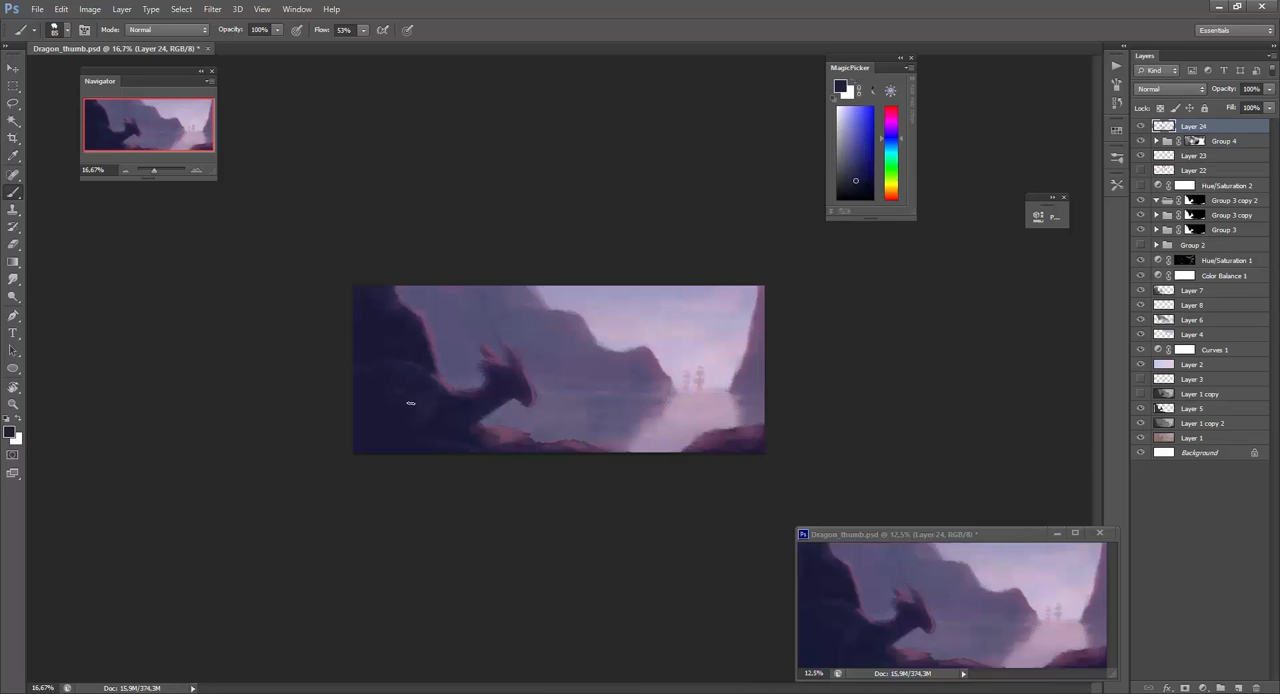 Ps File Edit Image Layer Type Select Filter 3D View Window Help
85 Mode: Normal Opacity: 100% Flow: 53% Essentials
Dragon_thumb.psd @ 16,7% (Layer 24, RGB/8) * ×
Navigator
16,67%
MagicPicker
P...
Layers
Kind
Normal Opacity: 100%
Lock: Fill: 100%
Layer 24
Group 4
Layer 23
Layer 22
Hue/Saturation 2
Group 3 copy 2
Group 3 copy
Group 3
Group 2
Hue/Saturation 1
Color Balance 1
Layer 7
Layer 8
Layer 6
Layer 4
Curves 1
Layer 2
Layer 3
Layer 1 copy
Layer 5
Layer 1 copy 2
Layer 1
Background
Ps Dragon_thumb.psd @ 12,5% (Layer 24, RGB/8) *
12,5% Doc: 15,9M/374,3M
16,67% Doc: 15,9M/374,3M
fx